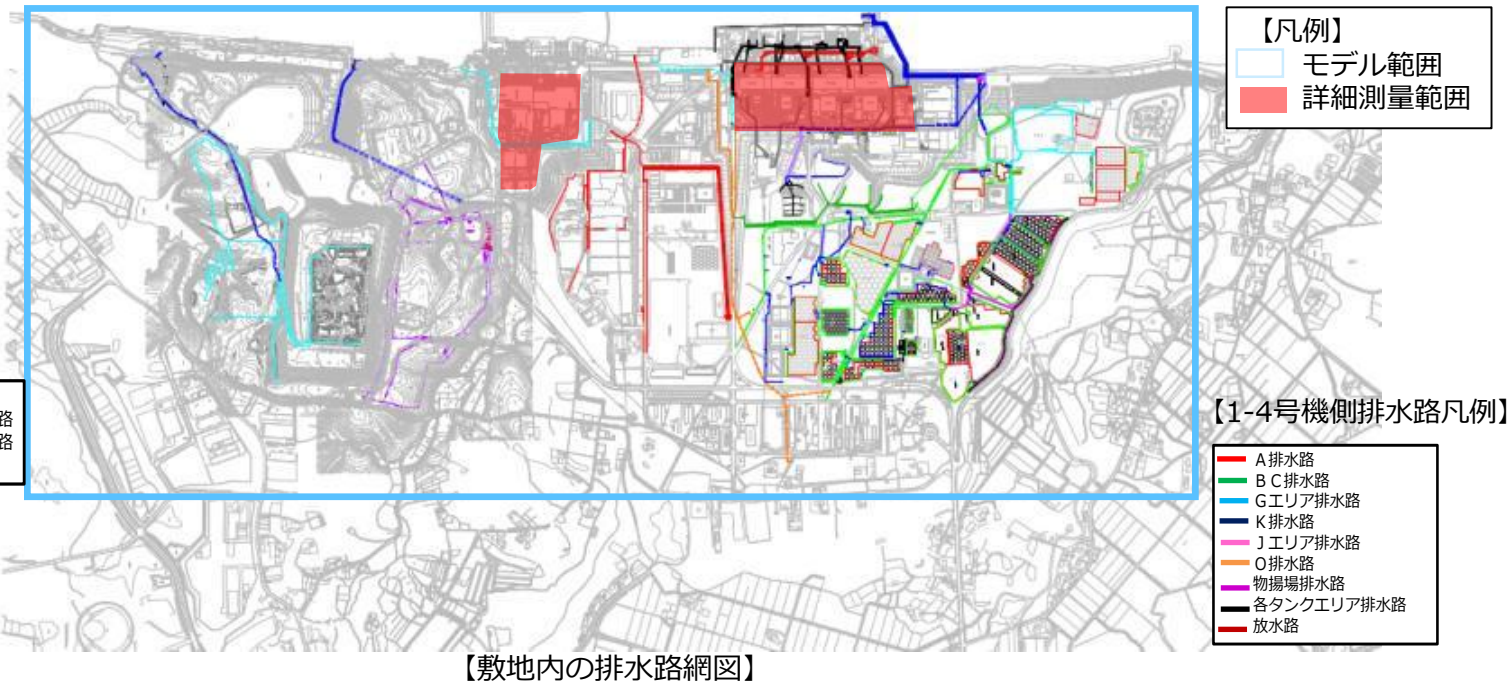 【凡例】
モデル範囲
詳細測量範囲
路
路
【1-4号機側排水路凡例】
A排水路
BC排水路
Gエリア排水路
K排水路
Jエリア排水路
O排水路
物揚場排水路
各タンクエリア排水路
放水路
【敷地内の排水路網図】